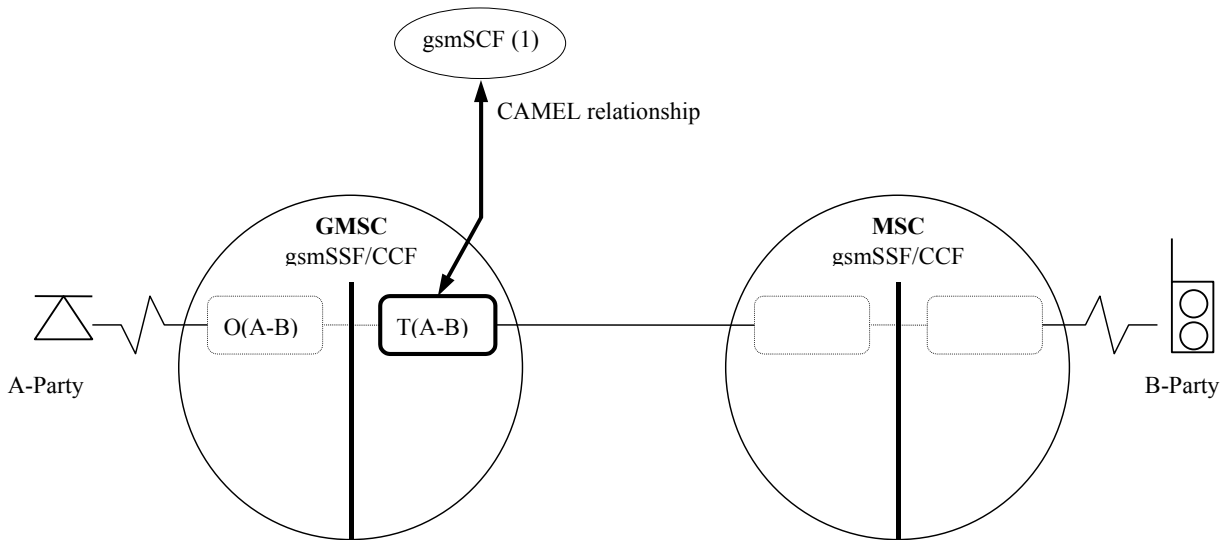 gsmSCF (1)
CAMEL relationship
GMSC
gsmSSF/CCF
MSC
gsmSSF/CCF
O(A-B)
T(A-B)
A-Party
B-Party